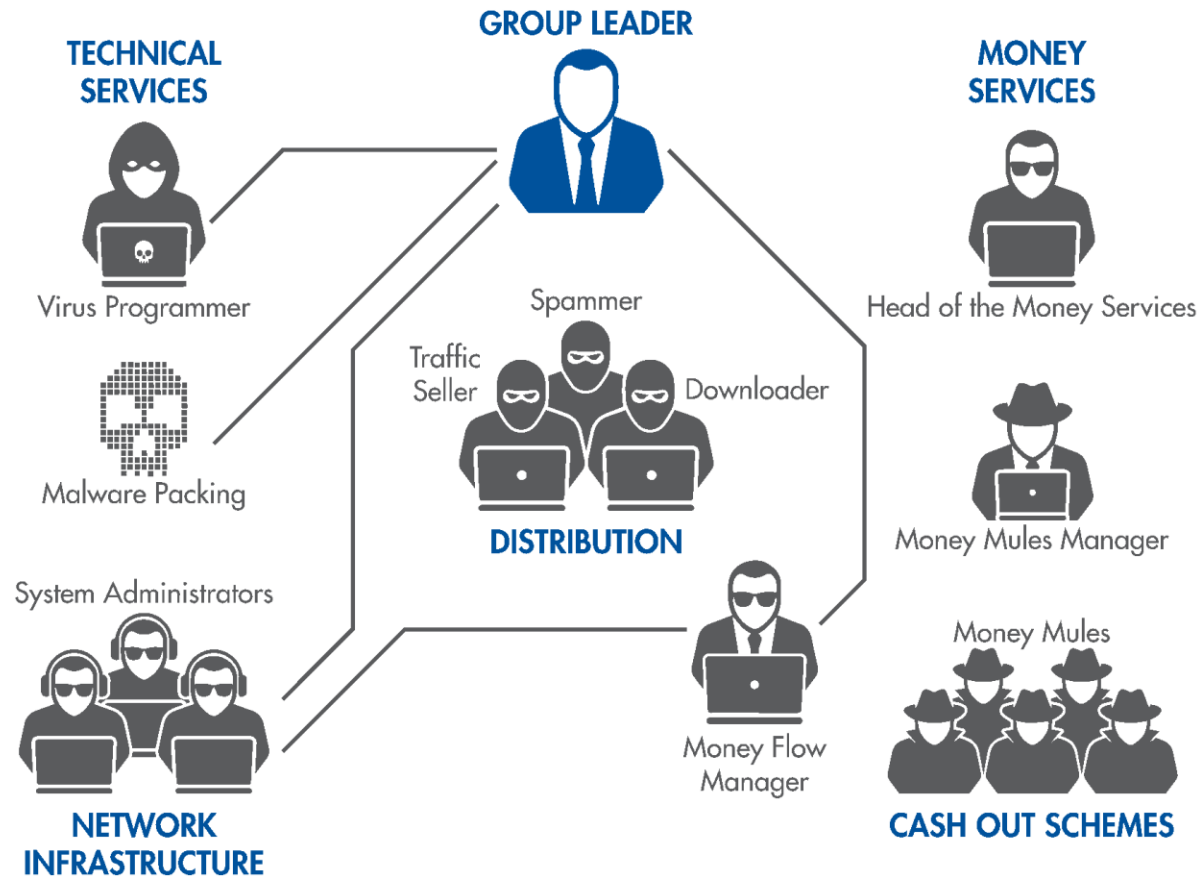 GROUP LEADER
TECHNICAL
SERVICES
MONEY
SERVICES
Virus Programmer
Spammer
Head of the Money Services
Traffic
Seller
Downloader
Malware Packing
DISTRIBUTION
Money Mules Manager
System Administrators
Money Mules
Money Flow
Manager
NETWORK
INFRASTRUCTURE
CASH OUT SCHEMES